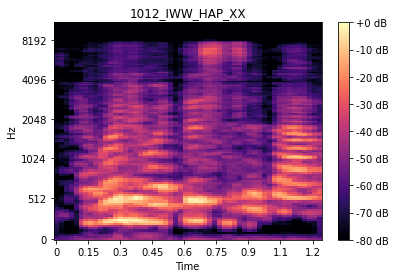 1012_IWW_HAP_XX
+0 dB
8192
-10 dB
4096
-20 dB
-30 dB
2048
Hz
-40 dB
1024
-50 dB
512
-60 dB
-70 dB
0
-80 dB
0 0.15 0.3 0.45 0.6 0.75 0.9 1.1 1.2
Time